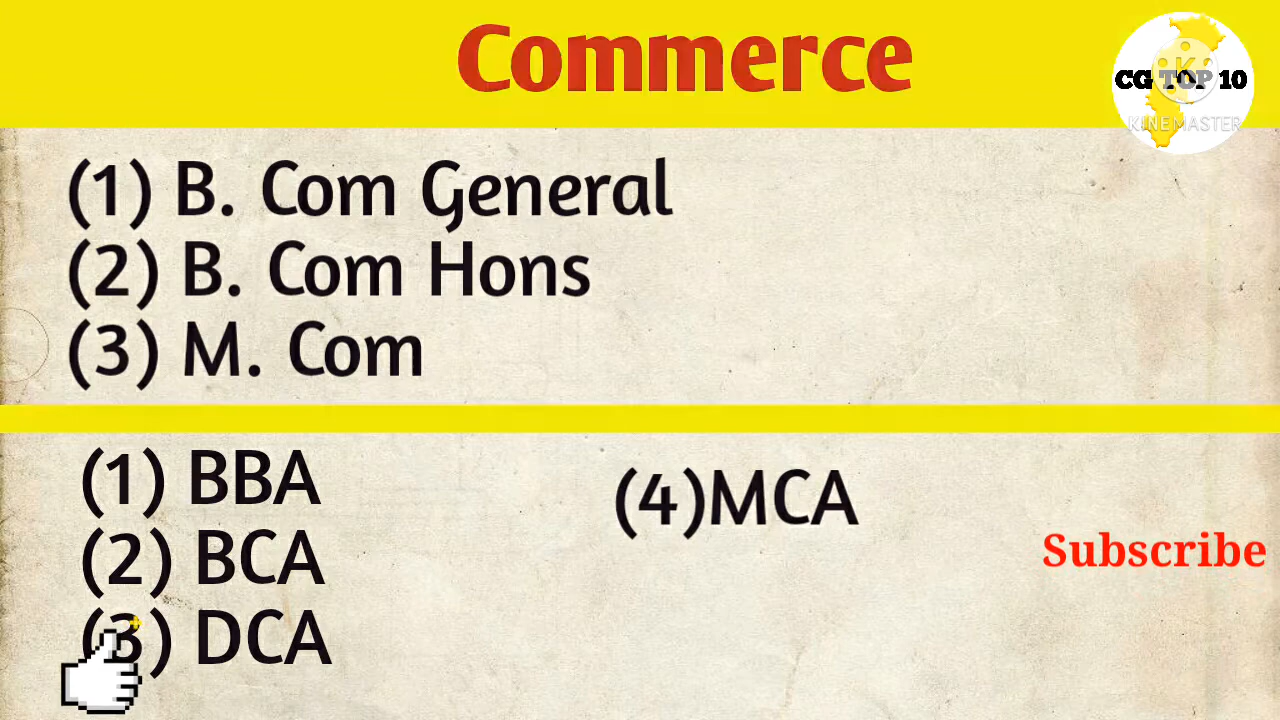 Commerce
CG TOP 10
KINEMASTER
(1) B. Com General
(2) B. Com Hons
(3) M. Com
(1) BBA
(2) BCA
(3) DCA
(4)MCA
Subscribe